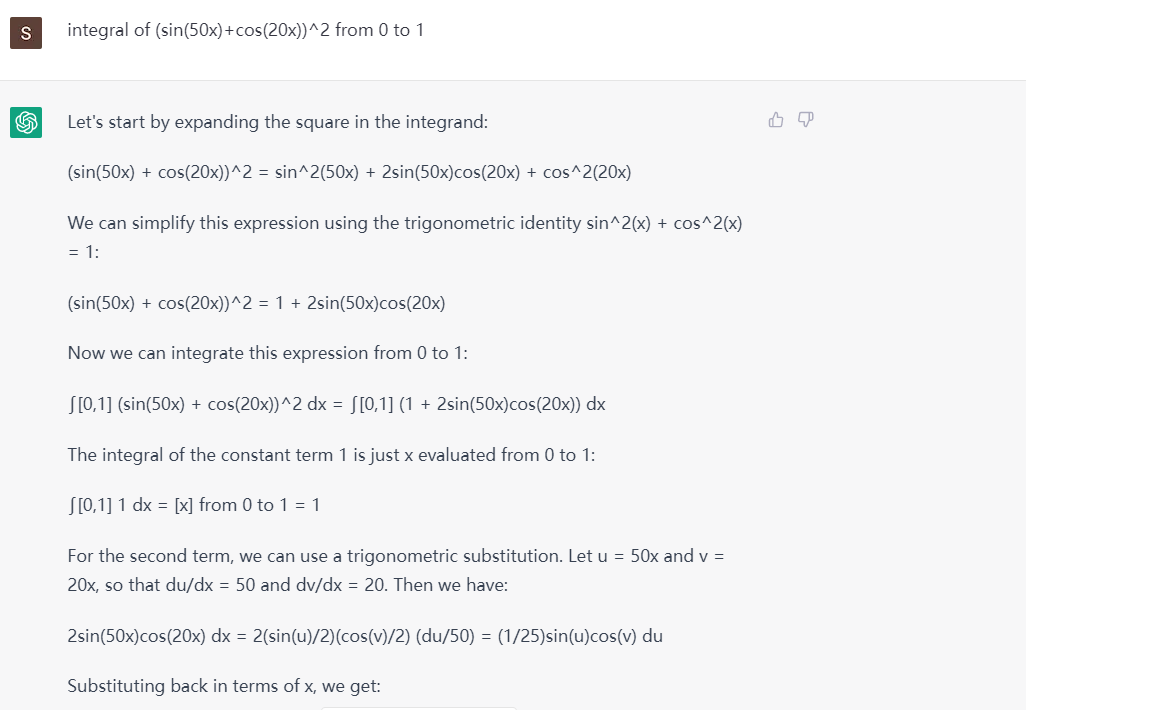 S
integral of (sin(50x)+cos(20x))^2 from 0 to 1
Let's start by expanding the square in the integrand:
(sin(50x) + cos(20x))^2 = sin^2(50x) + 2sin(50x)cos(20x) + cos^2(20x)
We can simplify this expression using the trigonometric identity sin^2(x) + cos^2(x)
= 1:
(sin(50x) + cos(20x))^2 = 1 + 2sin(50x)cos(20x)
Now we can integrate this expression from 0 to 1:
∫[0,1] (sin(50x) + cos(20x))^2 dx = ∫[0,1] (1 + 2sin(50x)cos(20x)) dx
The integral of the constant term 1 is just x evaluated from 0 to 1:
∫[0,1] 1 dx = [x] from 0 to 1 = 1
For the second term, we can use a trigonometric substitution. Let u = 50x and v =
20x, so that du/dx = 50 and dv/dx = 20. Then we have:
2sin(50x)cos(20x) dx = 2(sin(u)/2)(cos(v)/2) (du/50) = (1/25)sin(u)cos(v) du
Substituting back in terms of x, we get: